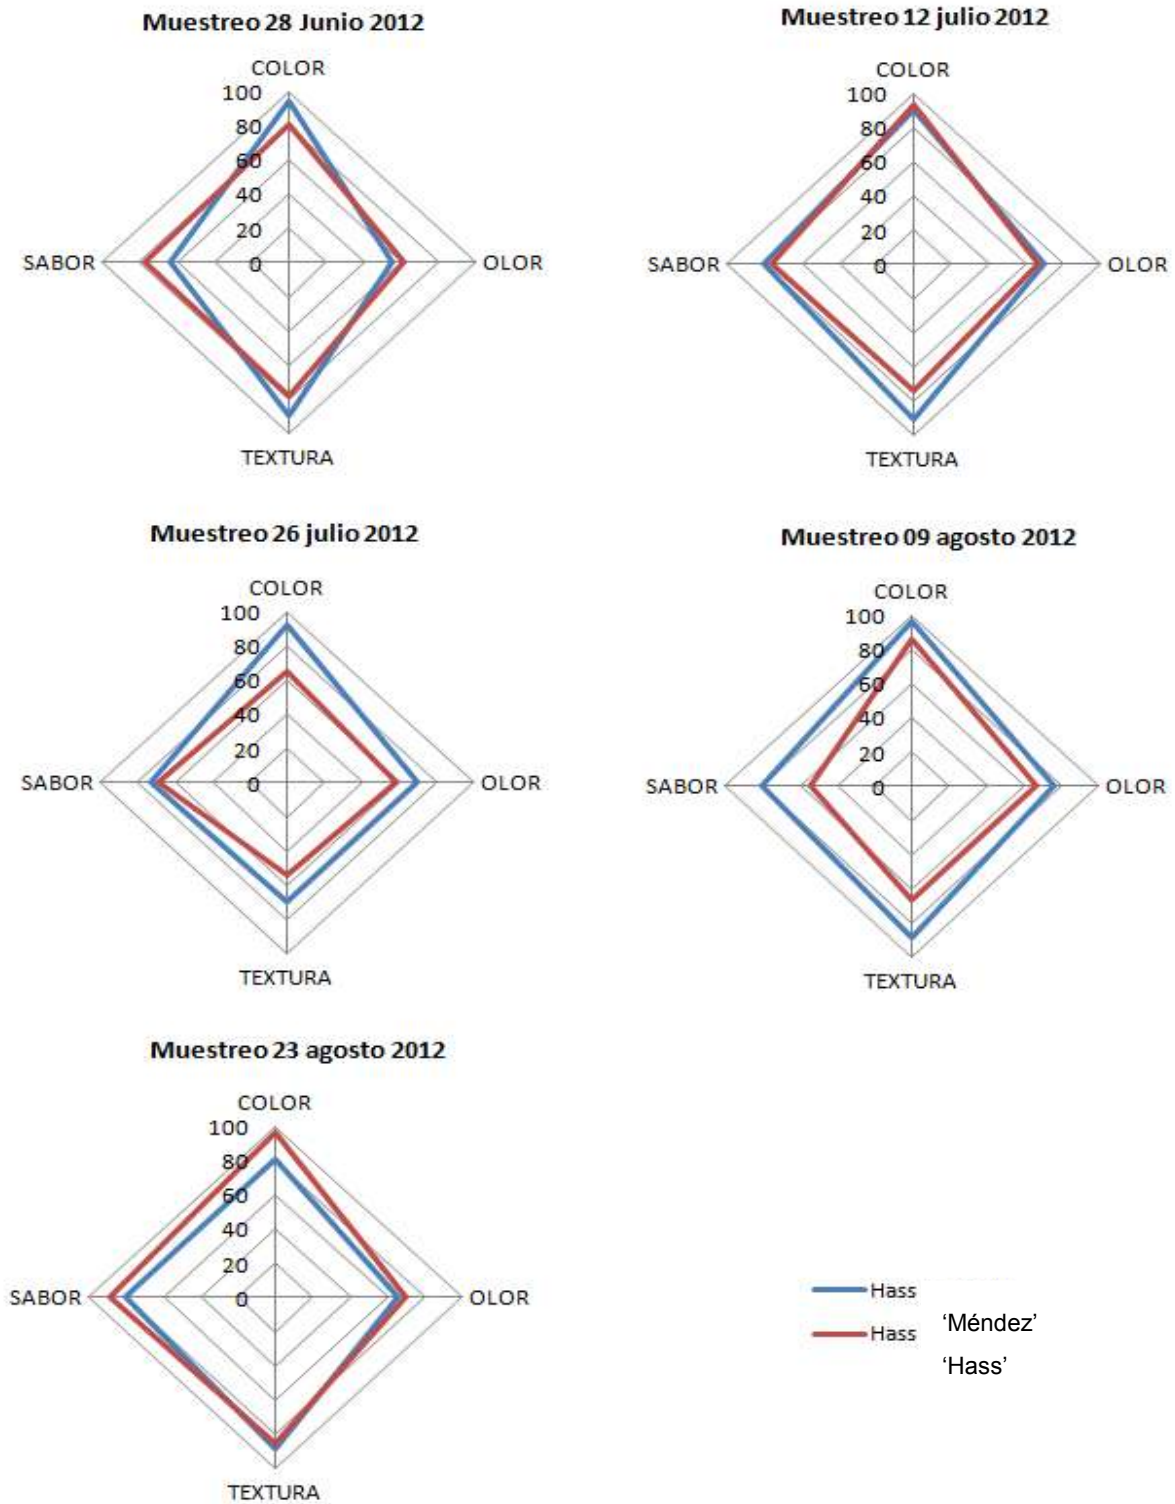 Muestreo 28 Junio 2012
COLOR
100
80
60
40
20
0
SABOR
OLOR
TEXTURA
Muestreo 12 julio 2012
COLOR
100
80
60
40
20
0
SABOR
OLOR
TEXTURA
Muestreo 26 julio 2012
COLOR
100
80
60
40
20
0
SABOR
OLOR
TEXTURA
Muestreo 09 agosto 2012
COLOR
100
80
60
40
20
0
SABOR
OLOR
TEXTURA
Muestreo 23 agosto 2012
COLOR
100
80
60
40
20
0
SABOR
OLOR
TEXTURA
Hass
‘Méndez’
Hass
‘Hass’